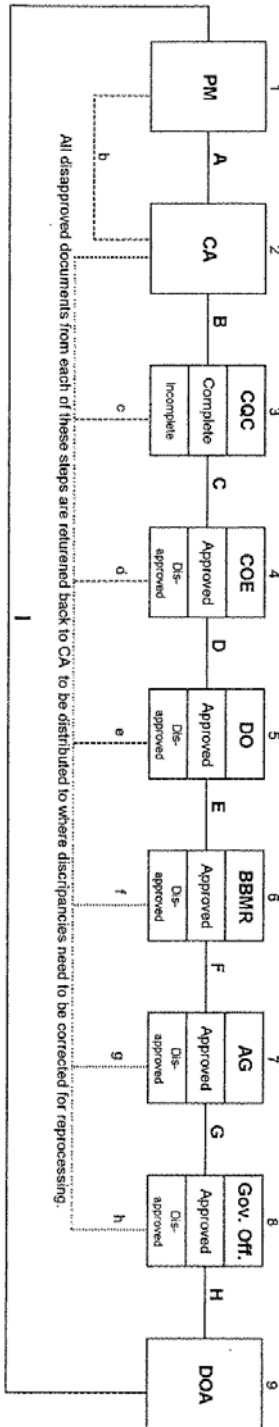 1
PM
A
2
CA
b
B
3
CQC
Complete
Incomplete
c
C
4
COE
Approved
Dis-
approved
d
D
5
DO
Approved
Dis-
approved
e
E
6
BBMR
Approved
Dis-
approved
f
F
7
AG
Approved
Dis-
approved
g
G
8
Gov. Off.
Approved
Dis-
approved
h
H
9
DOA
All disapproved documents from each of these steps are returened back to CA to be distributed to where discripancies need to be corrected for reprocessing.
I